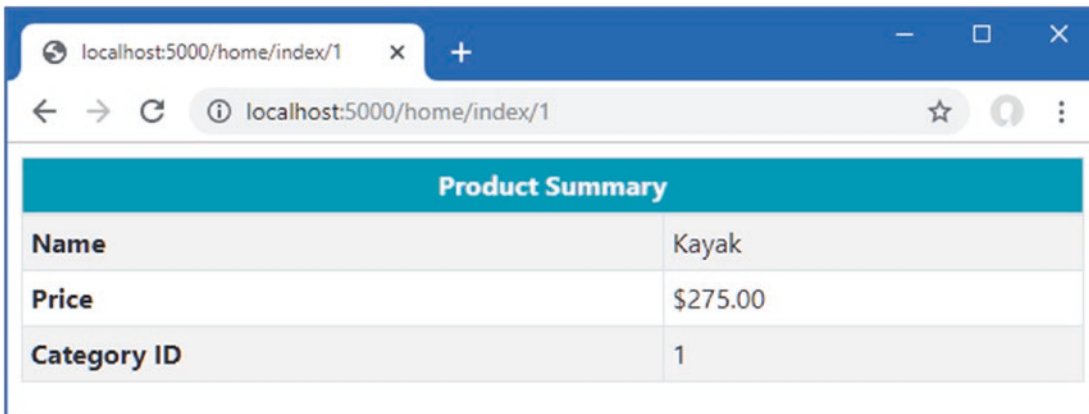 localhost:5000/home/index/1
localhost:5000/home/index/1
Product Summary
Name Kayak
Price $275.00
Category ID 1